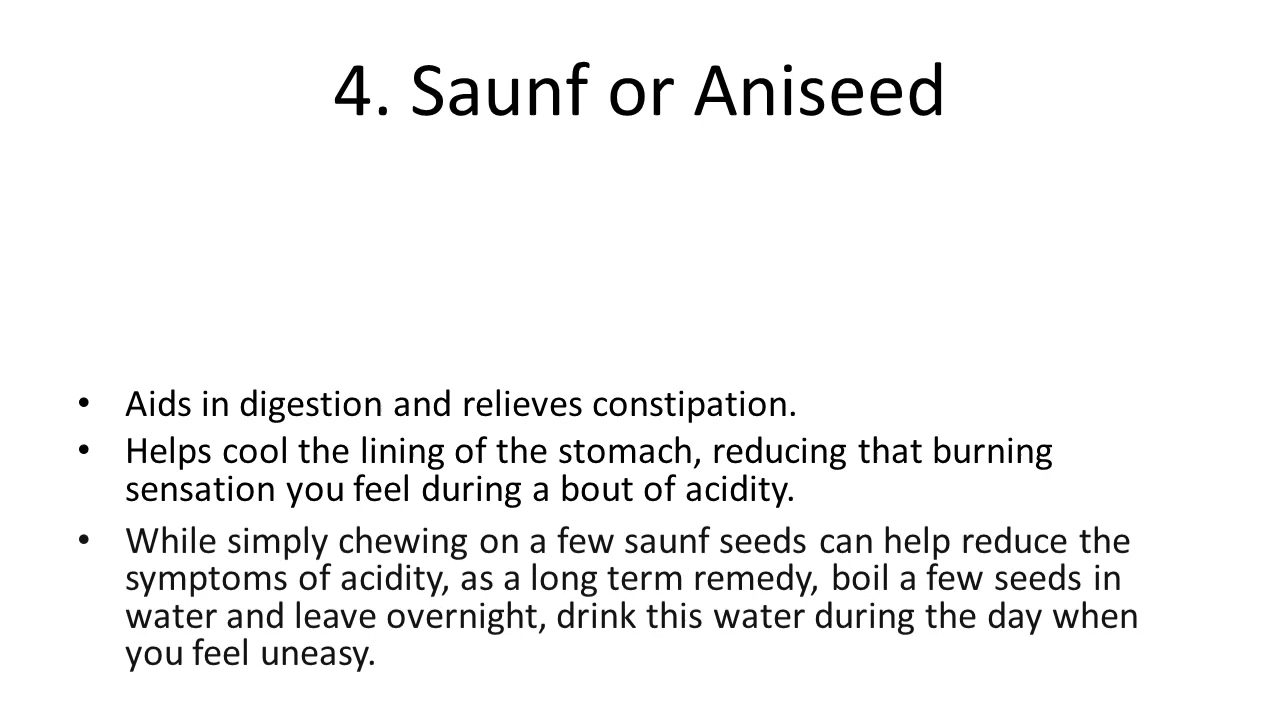 4. Saunf or Aniseed
• Aids in digestion and relieves constipation.
• Helps cool the lining of the stomach, reducing that burning
sensation you feel during a bout of acidity.
• While simply chewing on a few saunf seeds can help reduce the
symptoms of acidity, as a long term remedy, boil a few seeds in
water and leave overnight, drink this water during the day when
you feel uneasy.